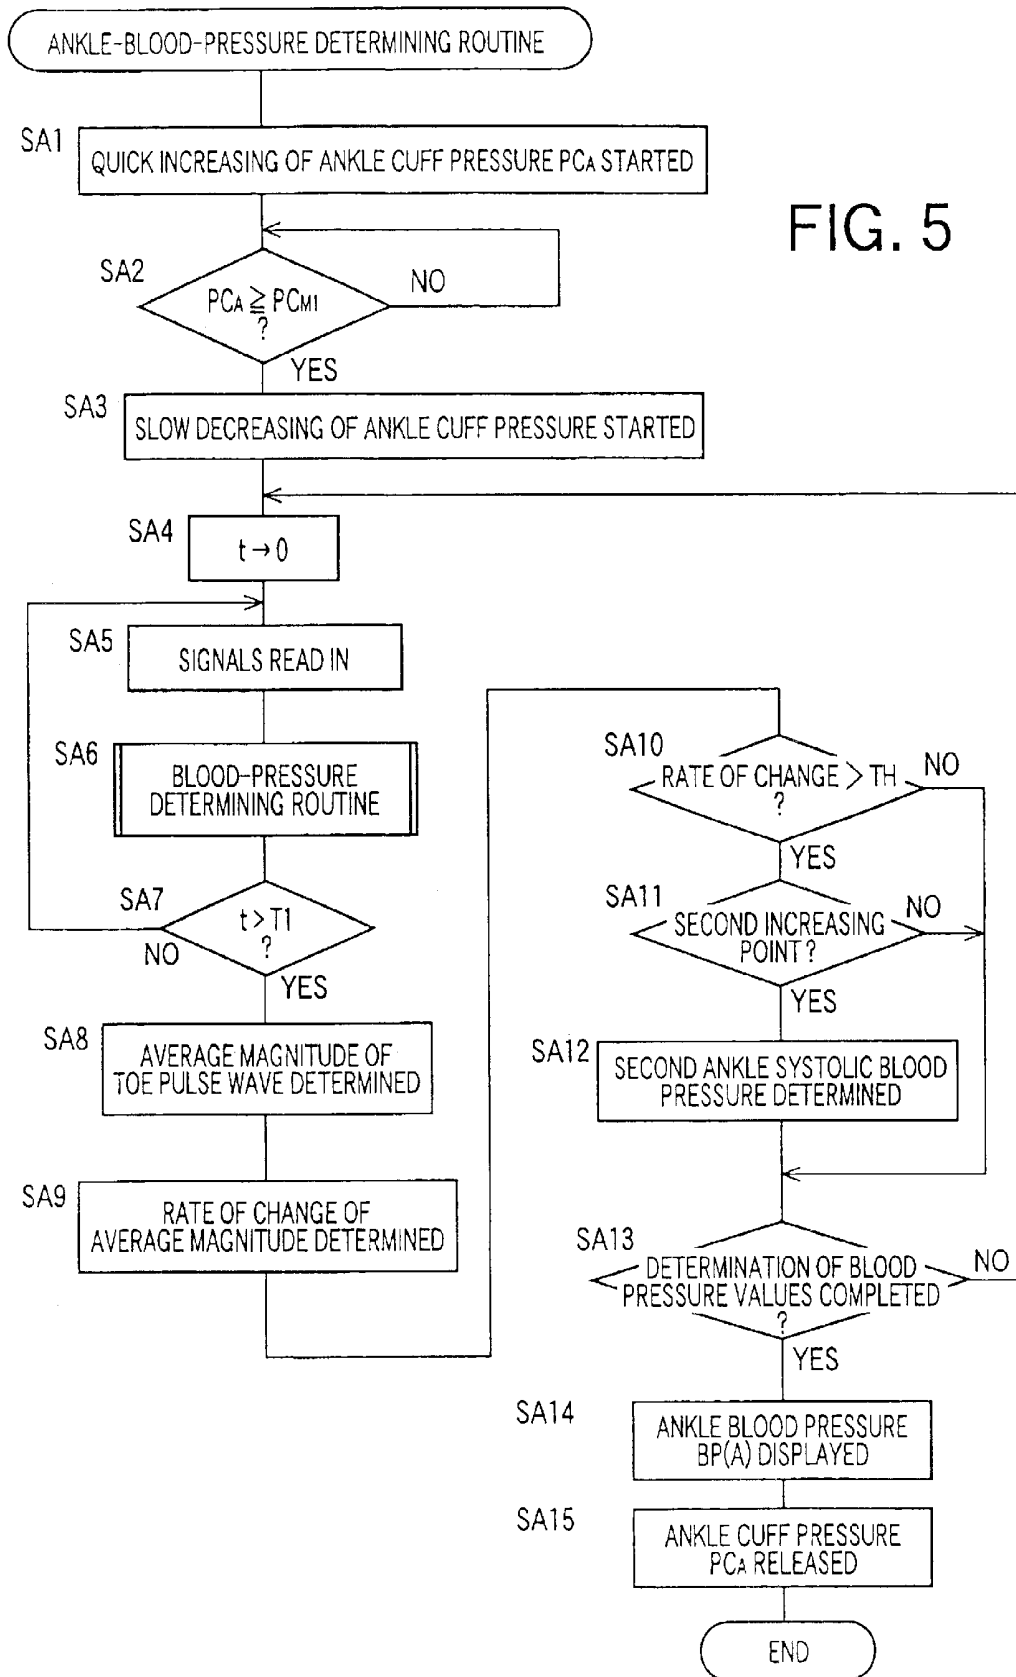 ANKLE-BLOOD-PRESSURE DETERMINING ROUTINE
SA1
QUICK INCREASING OF ANKLE CUFF PRESSURE PCA STARTED
FIG. 5
SA2
PCA ≧ PCM1
?
NO
YES
SA3
SLOW DECREASING OF ANKLE CUFF PRESSURE STARTED
SA4
t→0
SA5
SIGNALS READ IN
SA6
BLOOD-PRESSURE
DETERMINING ROUTINE
SA7
t > T1
?
NO
YES
SA8
AVERAGE MAGNITUDE OF
TOE PULSE WAVE DETERMINED
SA9
RATE OF CHANGE OF
AVERAGE MAGNITUDE DETERMINED
SA10
RATE OF CHANGE > TH
?
NO
YES
SA11
SECOND INCREASING
POINT?
NO
YES
SA12
SECOND ANKLE SYSTOLIC BLOOD
PRESSURE DETERMINED
SA13
DETERMINATION OF BLOOD
PRESSURE VALUES COMPLETED
?
NO
YES
SA14
ANKLE BLOOD PRESSURE
BP(A) DISPLAYED
SA15
ANKLE CUFF PRESSURE
PCA RELEASED
END